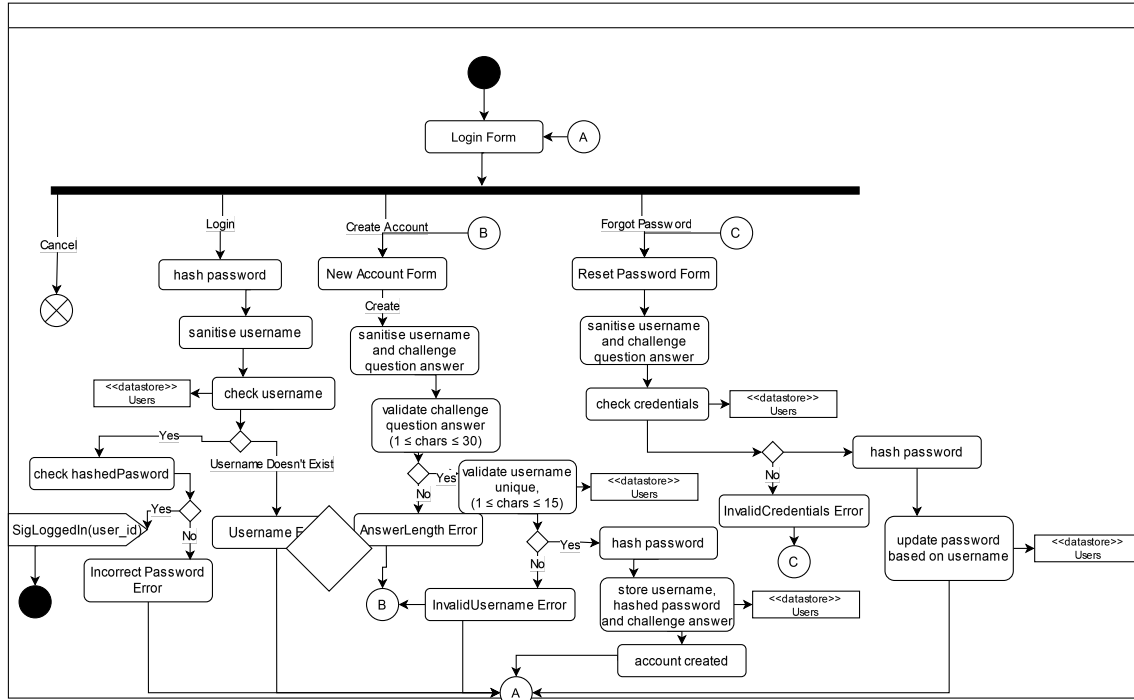 Login Form
A
Cancel
Login
Create Account
B
Forgot Password
C
hash password
New Account Form
Reset Password Form
Create
sanitise username
sanitise username
and challenge
question answer
sanitise username
and challenge
question answer
<<datastore>>
Users
check username
validate challenge
question answer
(1 ≤ chars ≤ 30)
check credentials
<<datastore>>
Users
Yes
Username Doesn't Exist
check hashedPasword
Yes
No
validate username
unique,
(1 ≤ chars ≤ 15)
<<datastore>>
Users
No
hash password
Yes
No
SigLoggedIn(user_id)
Username
AnswerLength Error
InvalidCredentials Error
Yes
hash password
No
update password
based on username
<<datastore>>
Users
Incorrect Password
Error
B
InvalidUsername Error
C
store username,
hashed password
and challenge answer
<<datastore>>
Users
account created
A